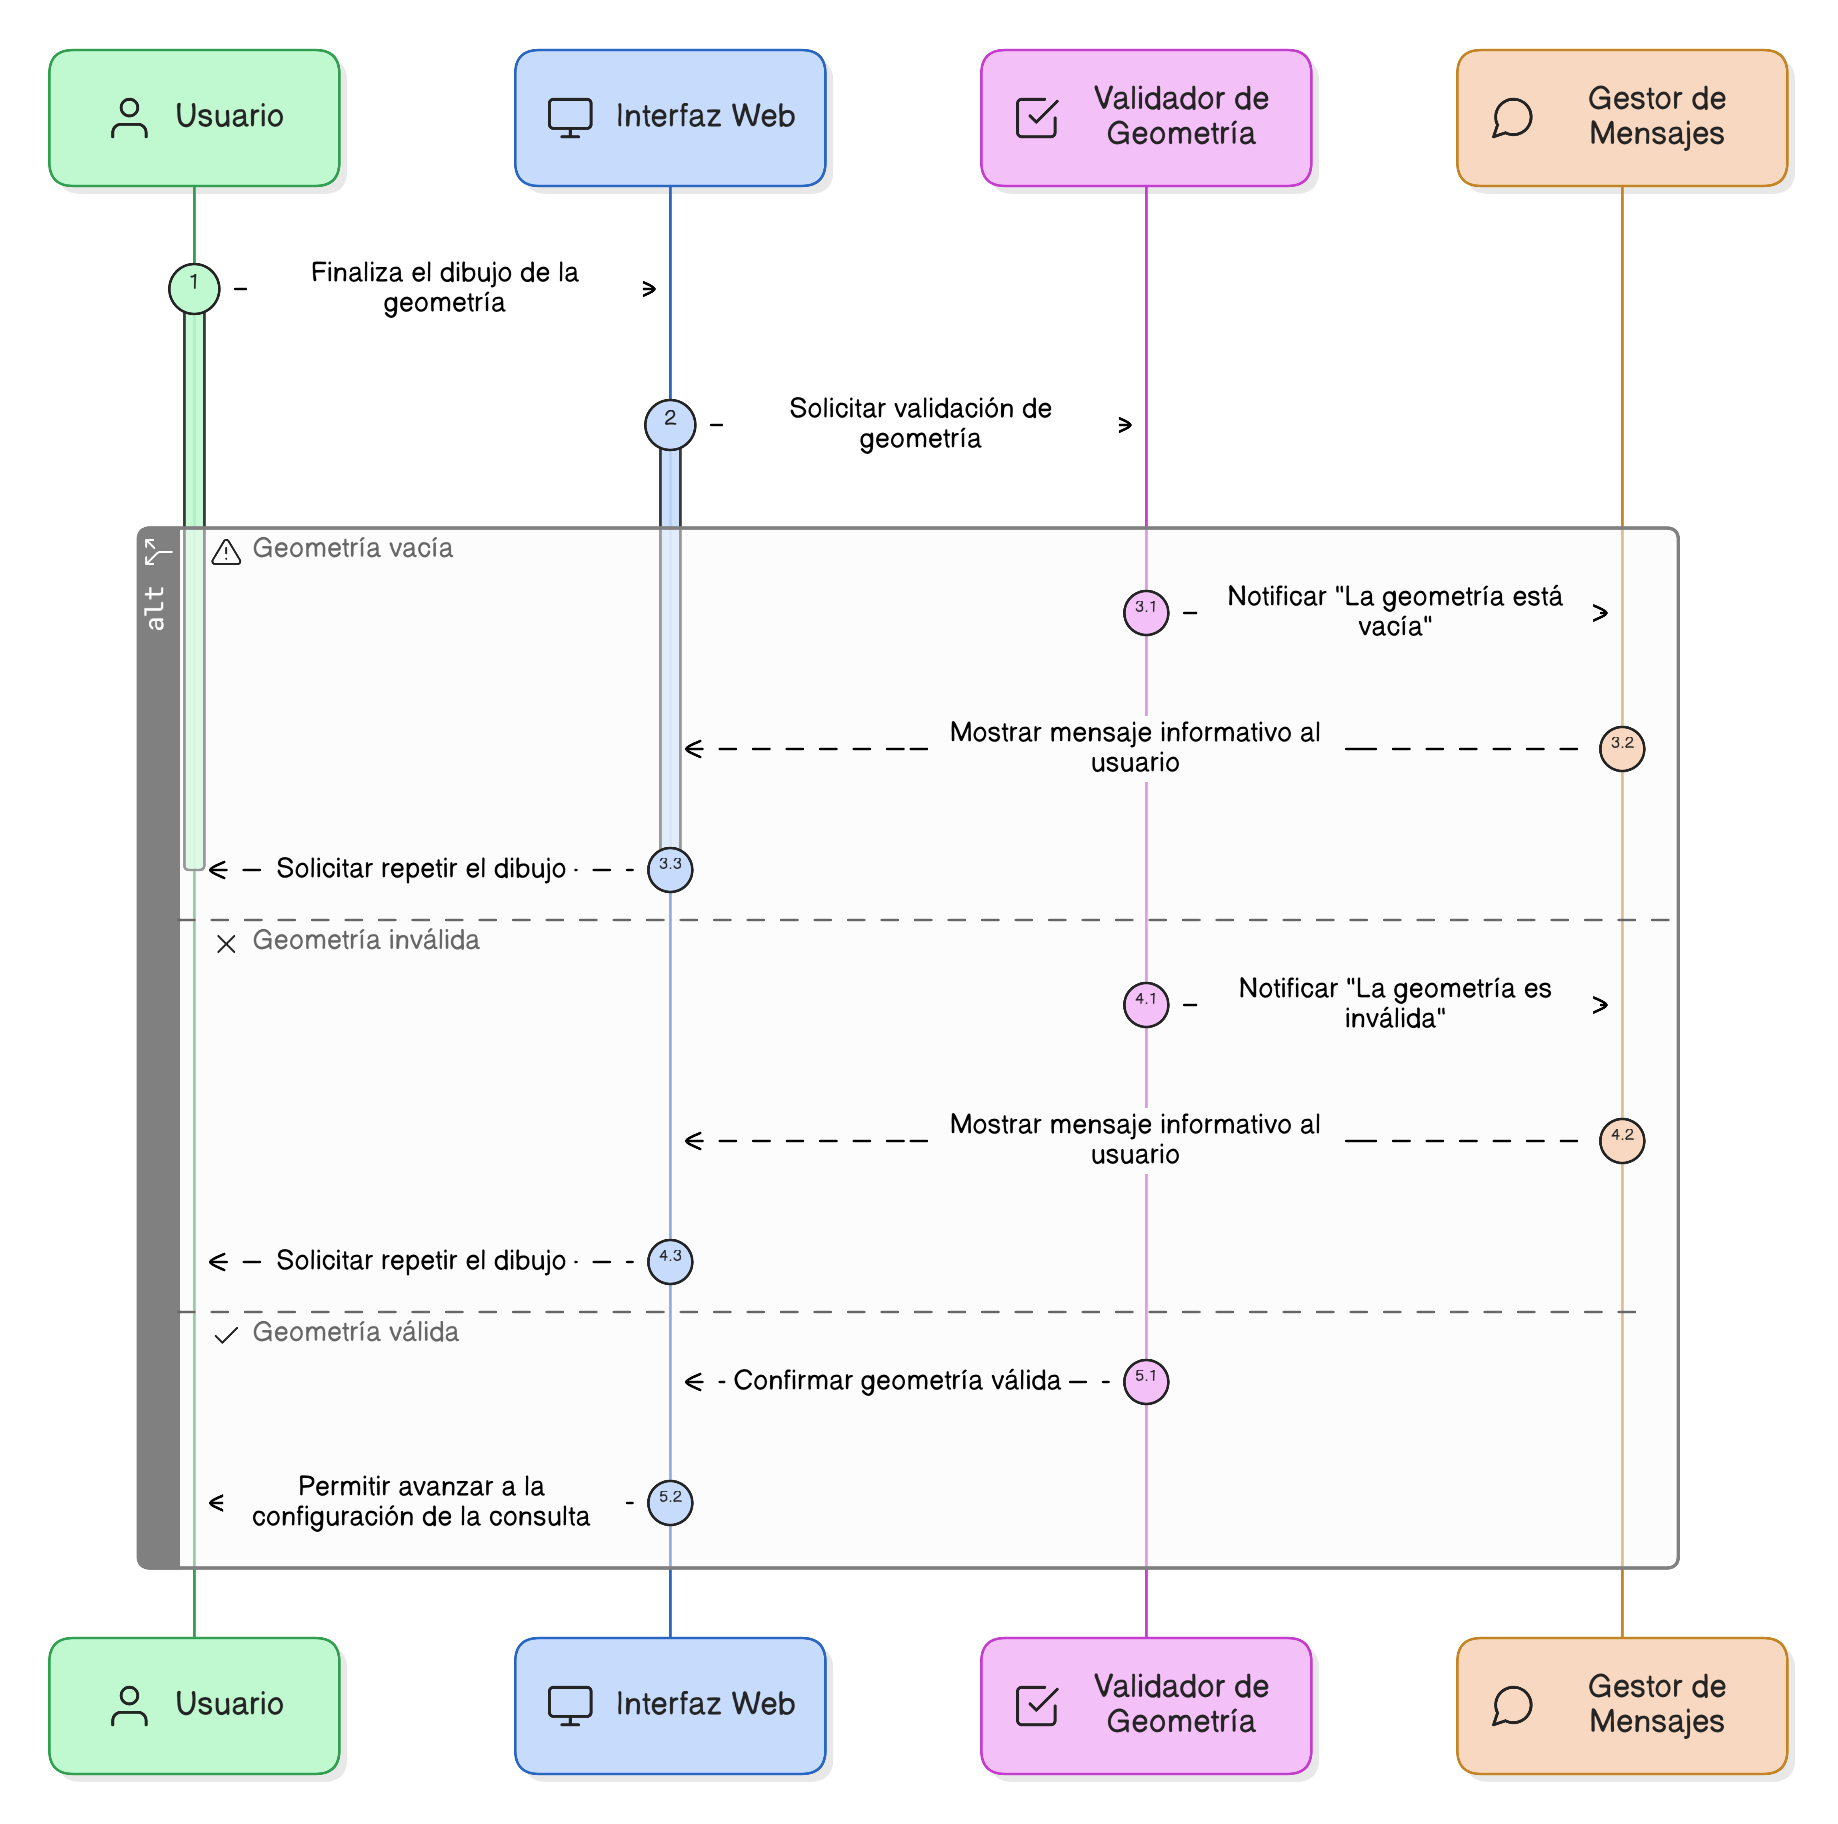 Usuario
Interfaz Web
Validador de
Geometría
Gestor de
Mensajes
1
Finaliza el dibujo de la
geometría
2
Solicitar validación de
geometría
alt
Geometría vacía
3.1
Notificar "La geometría está
vacía"
Mostrar mensaje informativo al
usuario
3.2
Solicitar repetir el dibujo
3.3
Geometría inválida
4.1
Notificar "La geometría es
inválida"
Mostrar mensaje informativo al
usuario
4.2
Solicitar repetir el dibujo
4.3
Geometría válida
Confirmar geometría válida
5.1
Permitir avanzar a la
configuración de la consulta
5.2
Usuario
Interfaz Web
Validador de
Geometría
Gestor de
Mensajes